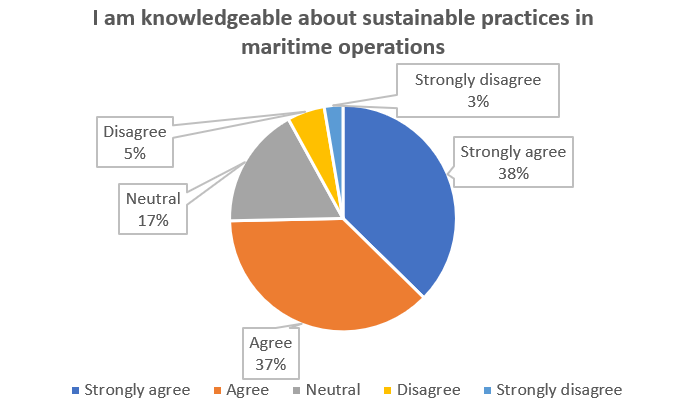 I am knowledgeable about sustainable practices in
maritime operations
Strongly disagree
3%
Disagree
5%
Strongly agree
38%
Neutral
17%
Agree
37%
Strongly agree
Agree
Neutral
Disagree
Strongly disagree